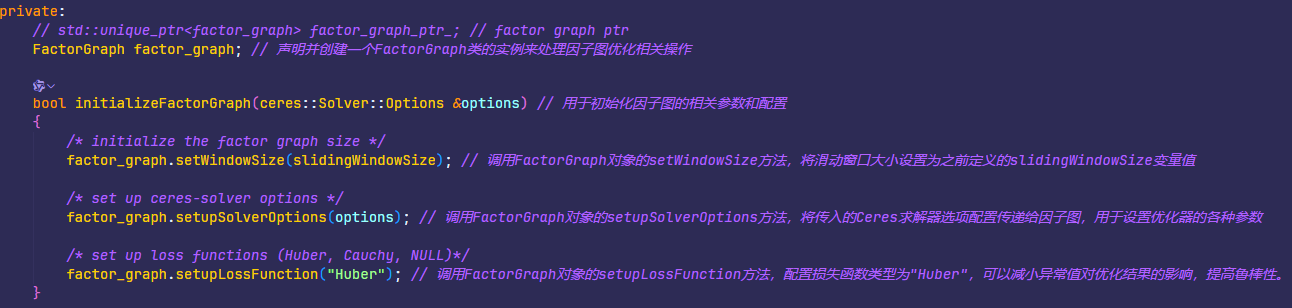 private:
// std::unique_ptr<factor_graph> factor_graph_ptr_; // factor graph ptr
FactorGraph factor_graph; // 声明并创建一个FactorGraph类的实例来处理因子图优化相关操作
bool initializeFactorGraph(ceres::Solver::Options &options) // 用于初始化因子图的相关参数和配置
{
/* initialize the factor graph size */
factor_graph.setWindowSize(slidingWindowSize); // 调用FactorGraph对象的setWindowSize方法，将滑动窗口大小设置为之前定义的slidingWindowSize变量值
/* set up ceres-solver options */
factor_graph.setupSolverOptions(options); // 调用FactorGraph对象的setupSolverOptions方法，将传入的Ceres求解器选项配置传递给因子图，用于设置优化器的各种参数
/* set up loss functions (Huber, Cauchy, NULL)*/
factor_graph.setupLossFunction("Huber"); // 调用FactorGraph对象的setupLossFunction方法，配置损失函数类型为"Huber"，可以减小异常值对优化结果的影响，提高鲁棒性。
}